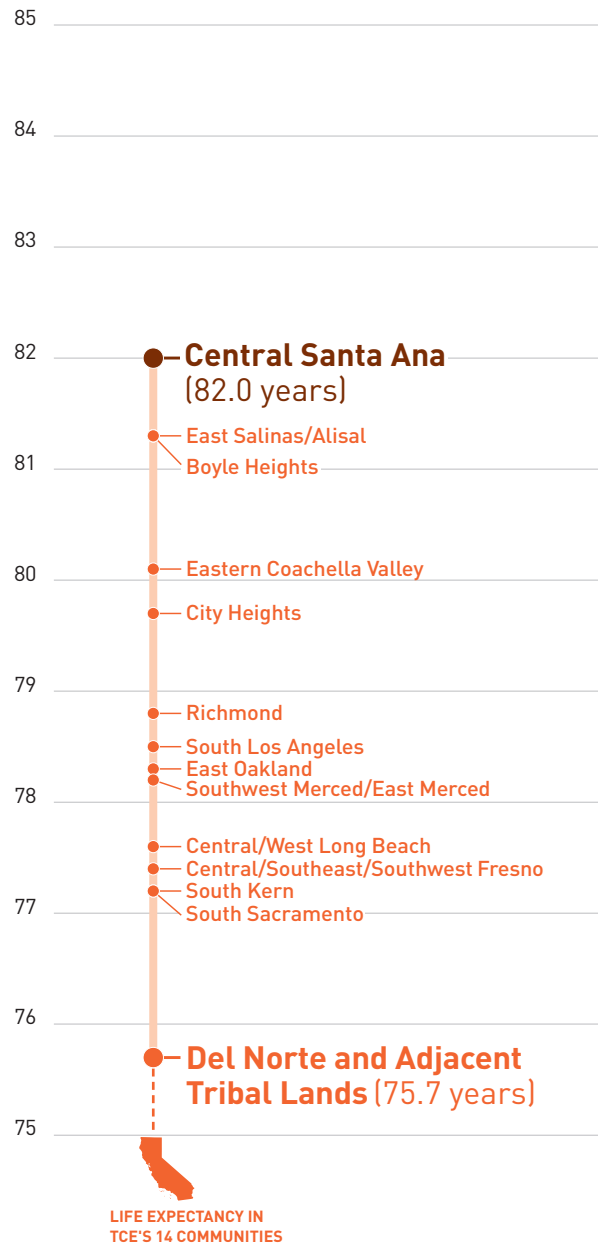 85
84
83
82
Central Santa Ana
(82.0 years)
East Salinas/Alisal
81
Boyle Heights
80
Eastern Coachella Valley
City Heights
79
Richmond
South Los Angeles
East Oakland
Southwest Merced/East Merced
78
Central/West Long Beach
Central/Southeast/Southwest Fresno
South Kern
77
South Sacramento
76
Del Norte and Adjacent
Tribal Lands (75.7 years)
75
LIFE EXPECTANCY IN
TCE'S 14 COMMUNITIES